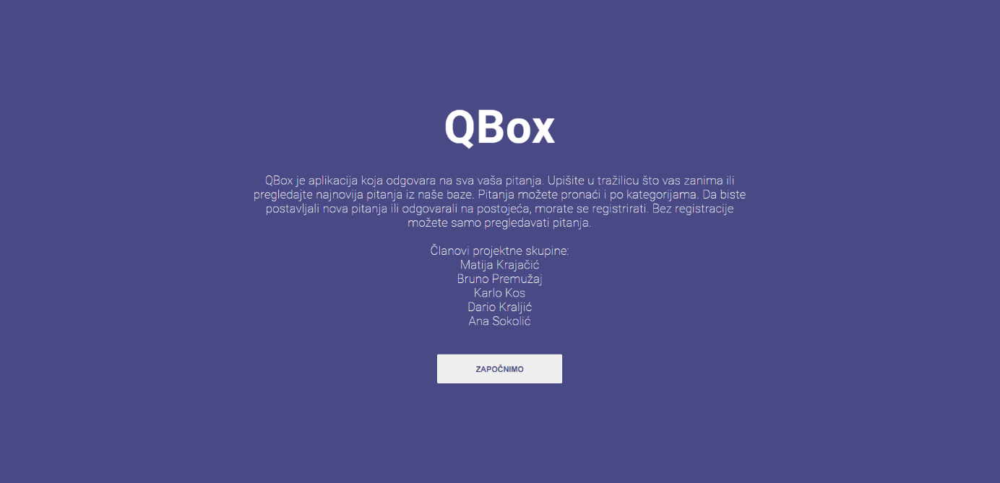 QBox
QBox je aplikacija koja odgovara na sva vaša pitanja. Upišite u tražilicu što vas zanima ili
pregledajte najnovija pitanja iz naše baze. Pitanja možete pronaći i po kategorijama. Da biste
postavljali nova pitanja ili odgovarali na postojeća, morate se registrirati. Bez registracije
možete samo pregledavati pitanja.
Članovi projektne skupine:
Matija Krajačić
Bruno Premužaj
Karlo Kos
Dario Kraljić
Ana Sokolić
ZAPOČNIMO